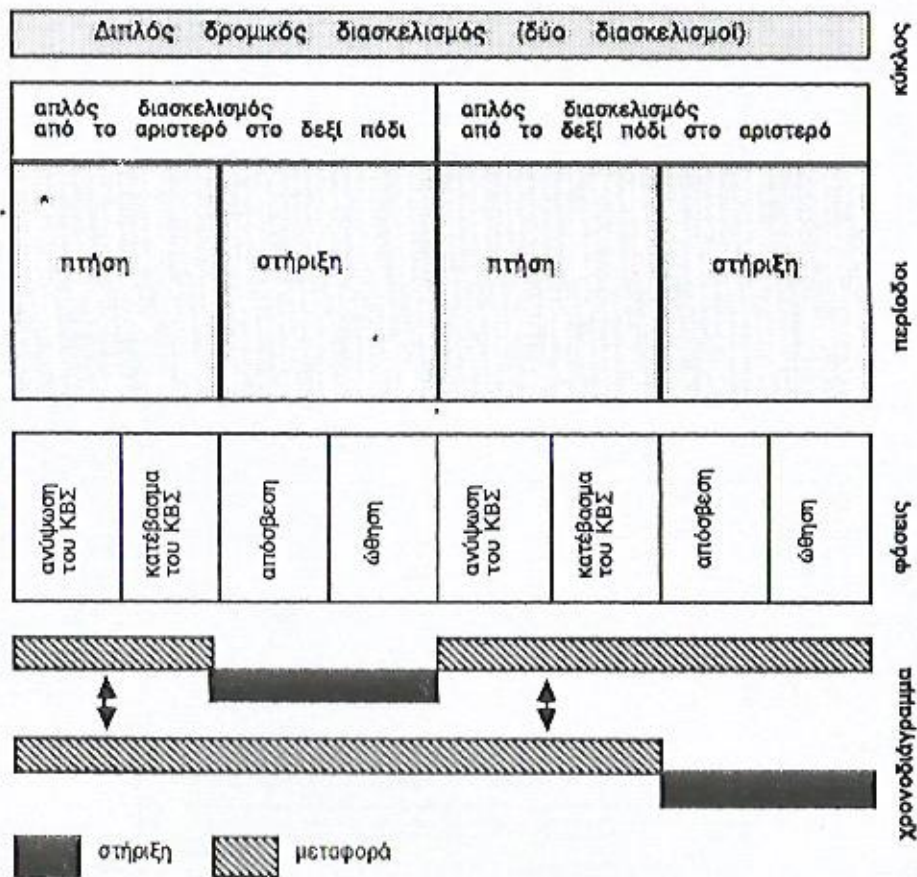 Διπλός δρομικός διασκελισμός (δύο διασκελισμοί)
κύκλος
απλός διασκελισμός
από το αριστερό στο δεξί πόδι
απλός διασκελισμός
από το δεξί πόδι στο αριστερό
πτήση
στήριξη
πτήση
στήριξη
περίοδοι
ανύψωση
του ΚΒΣ
κατέβασμα
του ΚΒΣ
απόσβεση
ώθηση
ανύψωση
του ΚΒΣ
κατέβασμα
του ΚΒΣ
απόσβεση
ώθηση
φάσεις
χρονοδιάγραμμα
στήριξη
μεταφορά